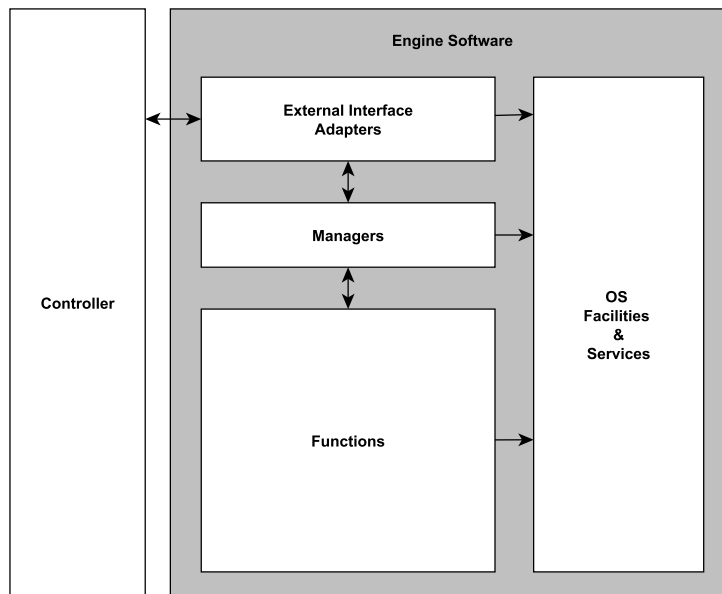 Engine Software
External Interface
Adapters
Managers
Controller
OS
Facilities
&
Services
Functions